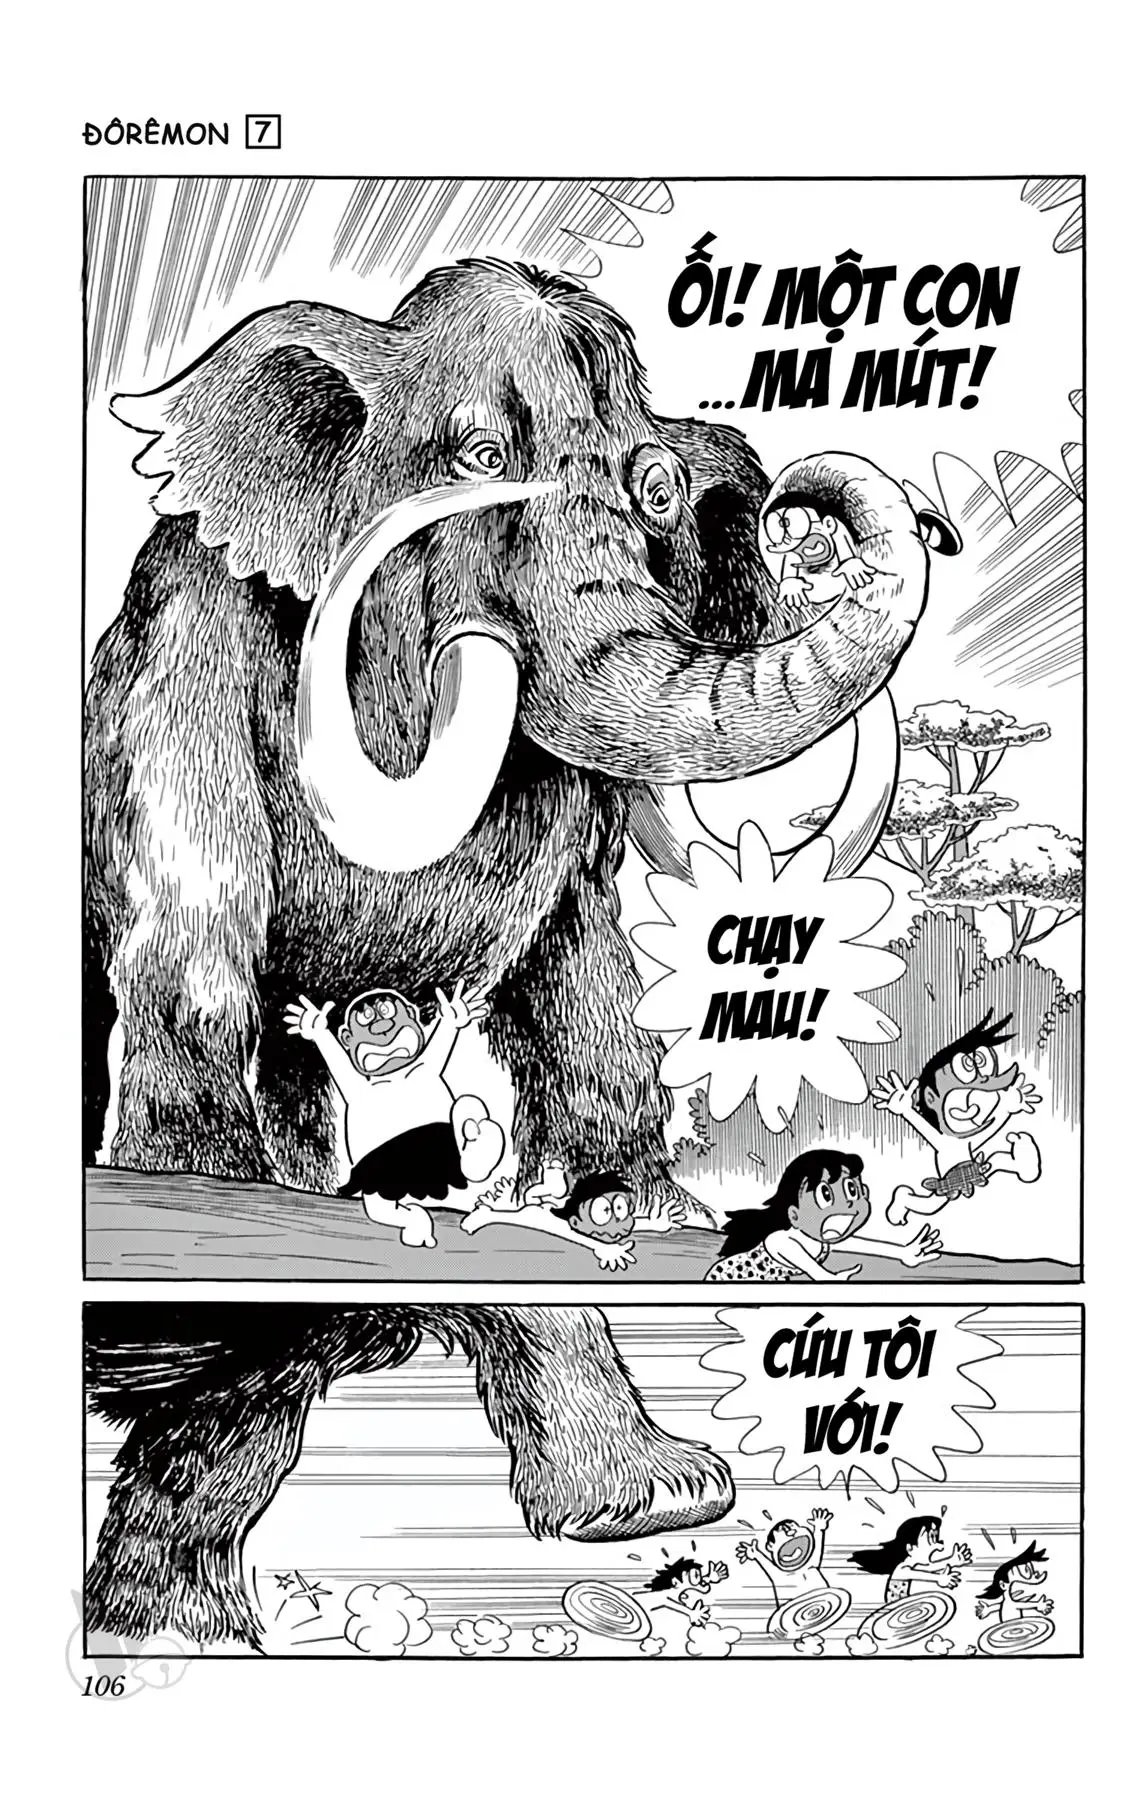 ĐÔRÊMON 7
ỐI! MỘT CON
...MA MÚT!
CHẠY
MAU!
CỨU TÔI
VỚI!
106